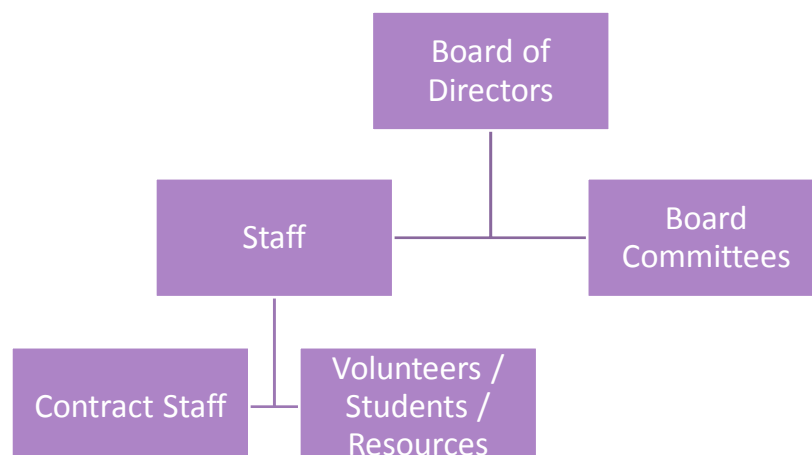 Board of
Directors
Staff
Board
Committees
Contract Staff
Volunteers /
Students /
Resources